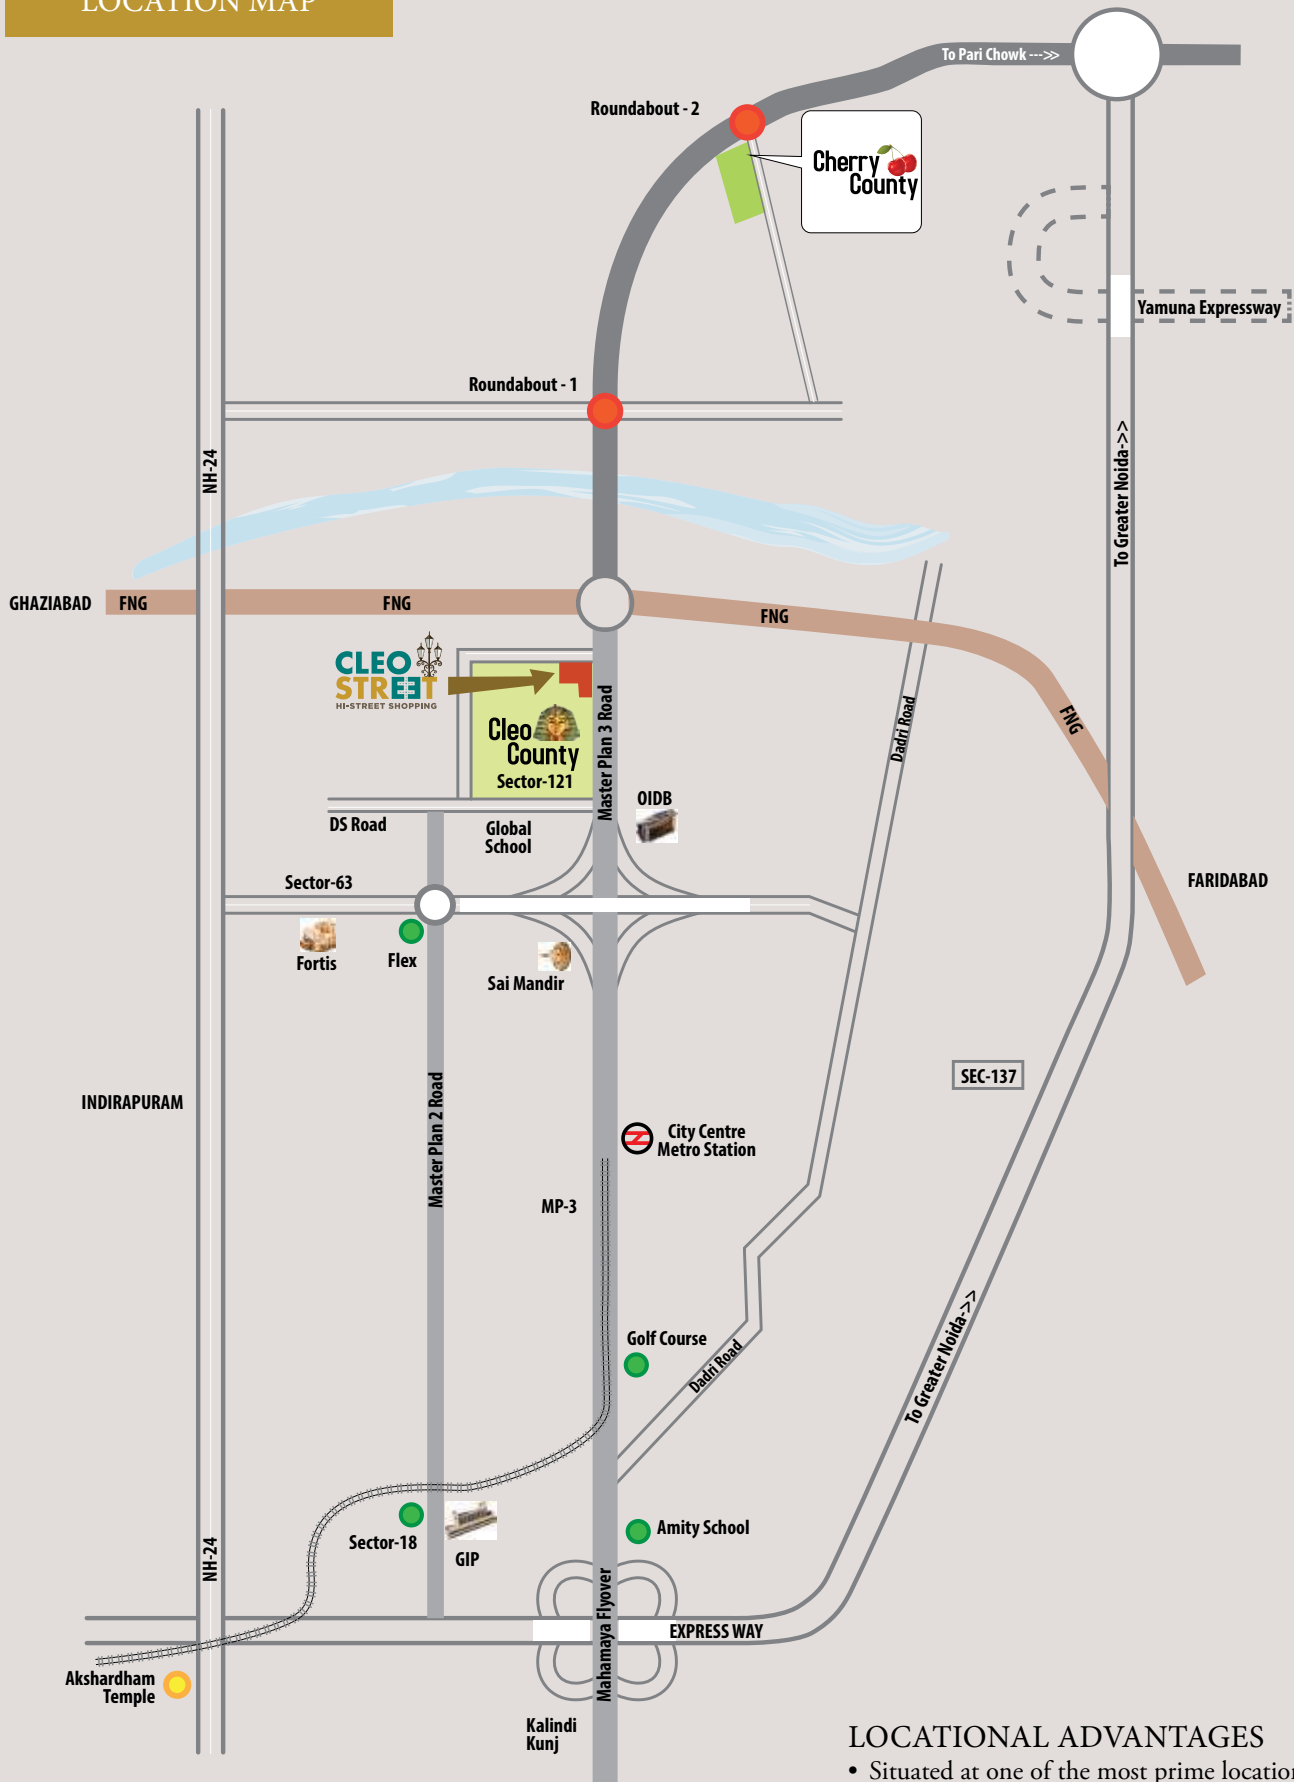 LOCATION MAP
To Pari Chowk --->>
Roundabout - 2
Cherry
County
Yamuna Expressway
Roundabout - 1
NH-24
To Greater Noida->>
GHAZIABAD
FNG
FNG
FNG
CLEO
STREET
HI-STREET SHOPPING
Cleo
County
Sector-121
Master Plan 3 Road
Dadri Road
FNG
OIDB
DS Road
Global
School
Sector-63
FARIDABAD
Fortis
Flex
Sai Mandir
SEC-137
INDIRAPURAM
Master Plan 2 Road
City Centre
Metro Station
MP-3
Golf Course
Dadri Road
To Greater Noida->>
Sector-18
GIP
Amity School
NH-24
Mahamaya Flyover
EXPRESS WAY
Akshardham
Temple
Kalindi
Kunj
LOCATIONAL ADVANTAGES
• Situated at one of the most prime location